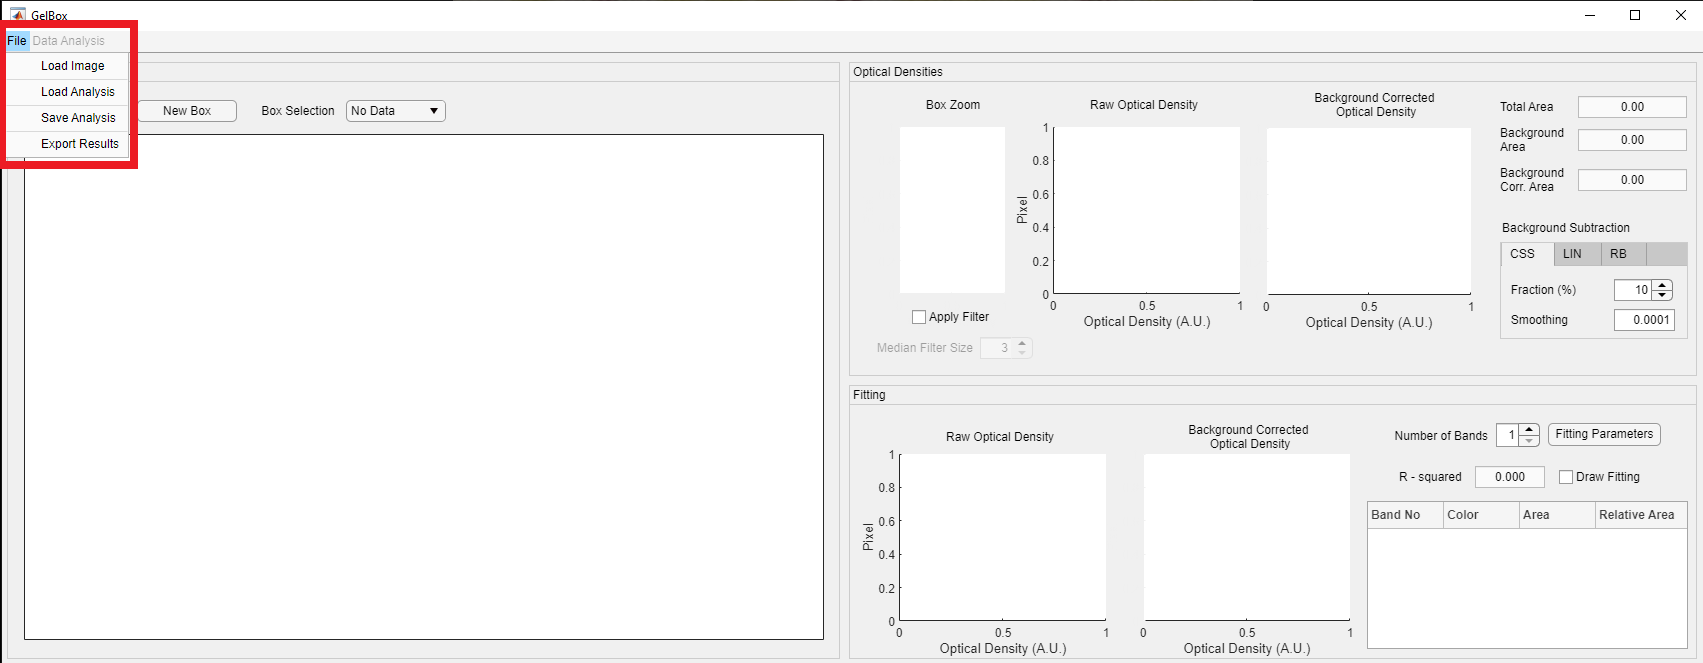 GelBox
File Data Analysis
Load Image
Load Analysis
Save Analysis
Export Results
New Box
Box Selection
No Data
Optical Densities
Box Zoom
Apply Filter
Median Filter Size
3
Raw Optical Density
1
0.8
0.6
0.4
0.2
0
Pixel
0 0.5 1
Optical Density (A.U.)
Background Corrected
Optical Density
0 0.5 1
Optical Density (A.U.)
Total Area
0.00
Background
Area
0.00
Background
Corr. Area
0.00
Background Subtraction
CSS LIN RB
Fraction (%)
10
Smoothing
0.0001
Fitting
Raw Optical Density
1
0.8
0.6
0.4
0.2
0
Pixel
0 0.5 1
Optical Density (A.U.)
Background Corrected
Optical Density
0 0.5 1
Optical Density (A.U.)
Number of Bands
1
Fitting Parameters
R - squared
0.000
Draw Fitting
Band No Color Area Relative Area